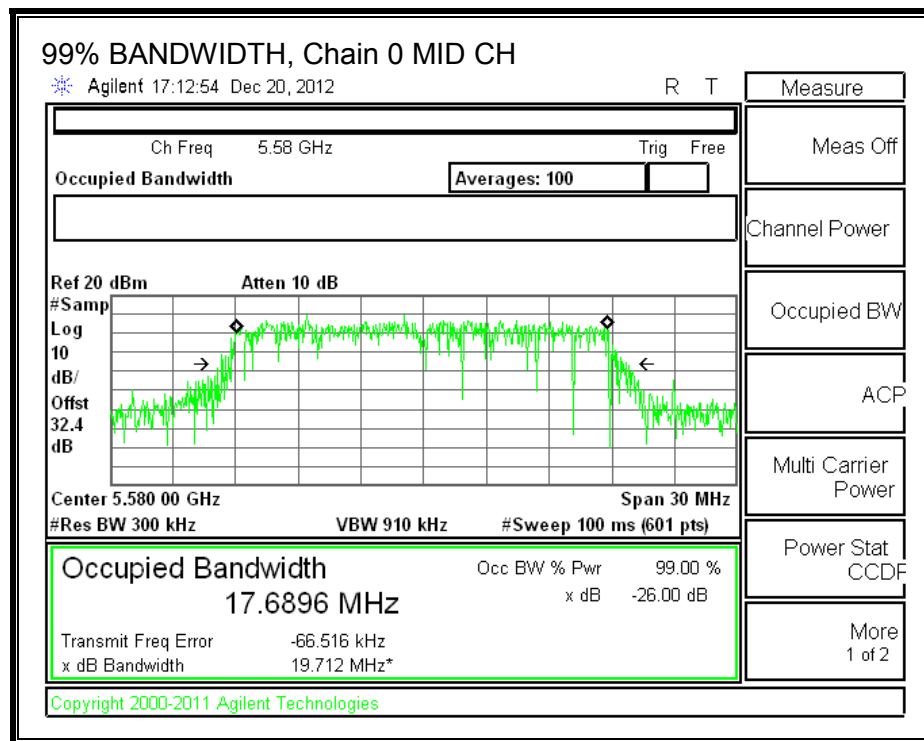 99% BANDWIDTH, Chain 0 MID CH
Agilent 17:12:54 Dec 20, 2012 R T
Measure
Ch Freq 5.58 GHz Trig Free
Meas Off
Occupied Bandwidth Averages: 100
Channel Power
Ref 20 dBm Atten 10 dB
#Samp
Log
10
dB/
Offst
32.4
dB
Occupied BW
ACP
Center 5.580 00 GHz Span 30 MHz
#Res BW 300 kHz VBW 910 kHz #Sweep 100 ms (601 pts)
Multi Carrier
Power
Occupied Bandwidth Occ BW % Pwr 99.00 %
17.6896 MHz x dB -26.00 dB
Transmit Freq Error -66.516 kHz
x dB Bandwidth 19.712 MHz*
Power Stat
CCDF
More
1 of 2
Copyright 2000-2011 Agilent Technologies